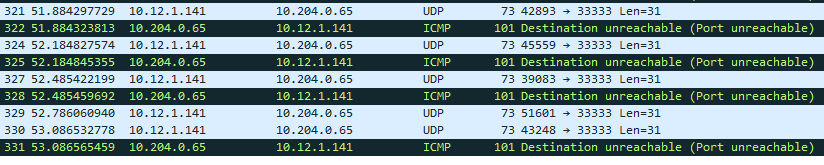 321 51.884297729 10.12.1.141 10.204.0.65 UDP 73 42893 → 33333 Len=31
322 51.884323813 10.204.0.65 10.12.1.141 ICMP 101 Destination unreachable (Port unreachable)
324 52.184827574 10.12.1.141 10.204.0.65 UDP 73 45559 → 33333 Len=31
325 52.184845355 10.204.0.65 10.12.1.141 ICMP 101 Destination unreachable (Port unreachable)
327 52.485422199 10.12.1.141 10.204.0.65 UDP 73 39083 → 33333 Len=31
328 52.485459692 10.204.0.65 10.12.1.141 ICMP 101 Destination unreachable (Port unreachable)
329 52.786060940 10.12.1.141 10.204.0.65 UDP 73 51601 → 33333 Len=31
330 53.086532778 10.12.1.141 10.204.0.65 UDP 73 43248 → 33333 Len=31
331 53.086565459 10.204.0.65 10.12.1.141 ICMP 101 Destination unreachable (Port unreachable)